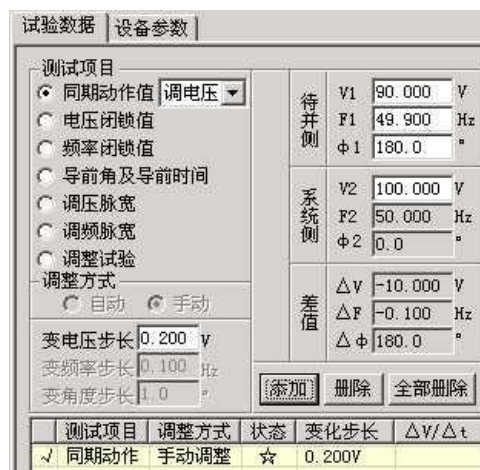 试验数据 设备参数
测试项目
同期动作值 调电压
电压闭锁值
频率闭锁值
导前角及导前时间
调压脉宽
调频脉宽
调整试验
调整方式
自动 手动
变电压步长 0.200 V
变频率步长 0.100 Hz
变角度步长 1.0 °
待并侧
V1 90.000 V
F1 49.900 Hz
Φ1 180.0 °
系统侧
V2 100.000 V
F2 50.000 Hz
Φ2 0.0 °
差值
△V -10.000 V
△F -0.100 Hz
△Φ 180.0 °
添加 删除 全部删除
测试项目 调整方式 状态 变化步长 △V/△t
√ 同期动作 手动调整 ☆ 0.200V